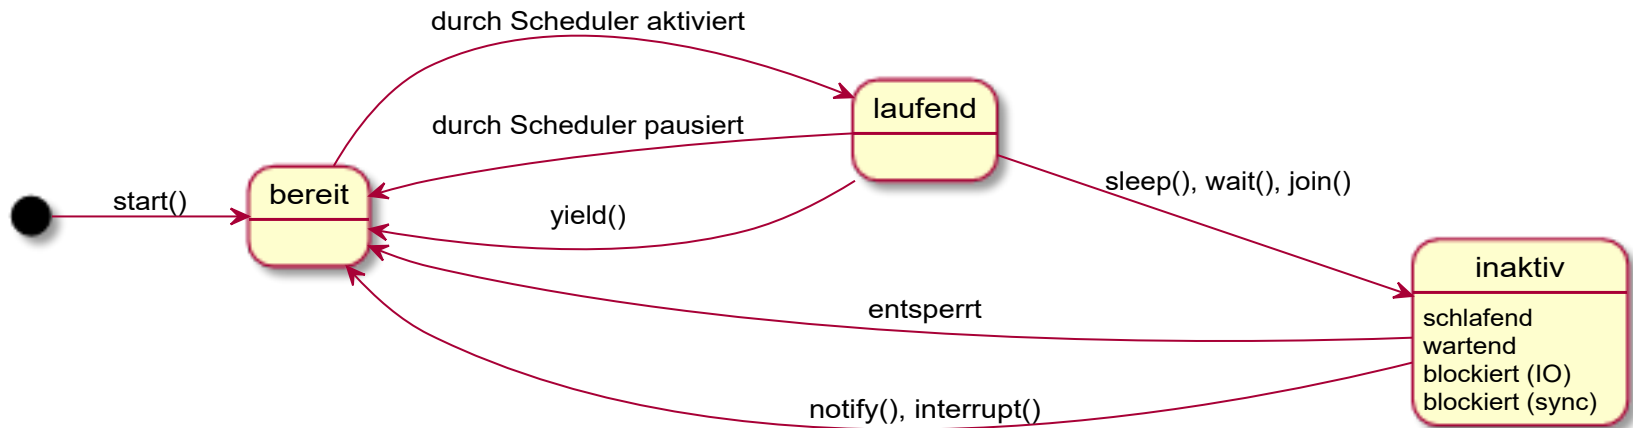 durch Scheduler aktiviert
laufend
durch Scheduler pausiert
bereit
start()
yield()
sleep(), wait(), join()
inaktiv
schlafend
wartend
blockiert (IO)
blockiert (sync)
entsperrt
notify(), interrupt()